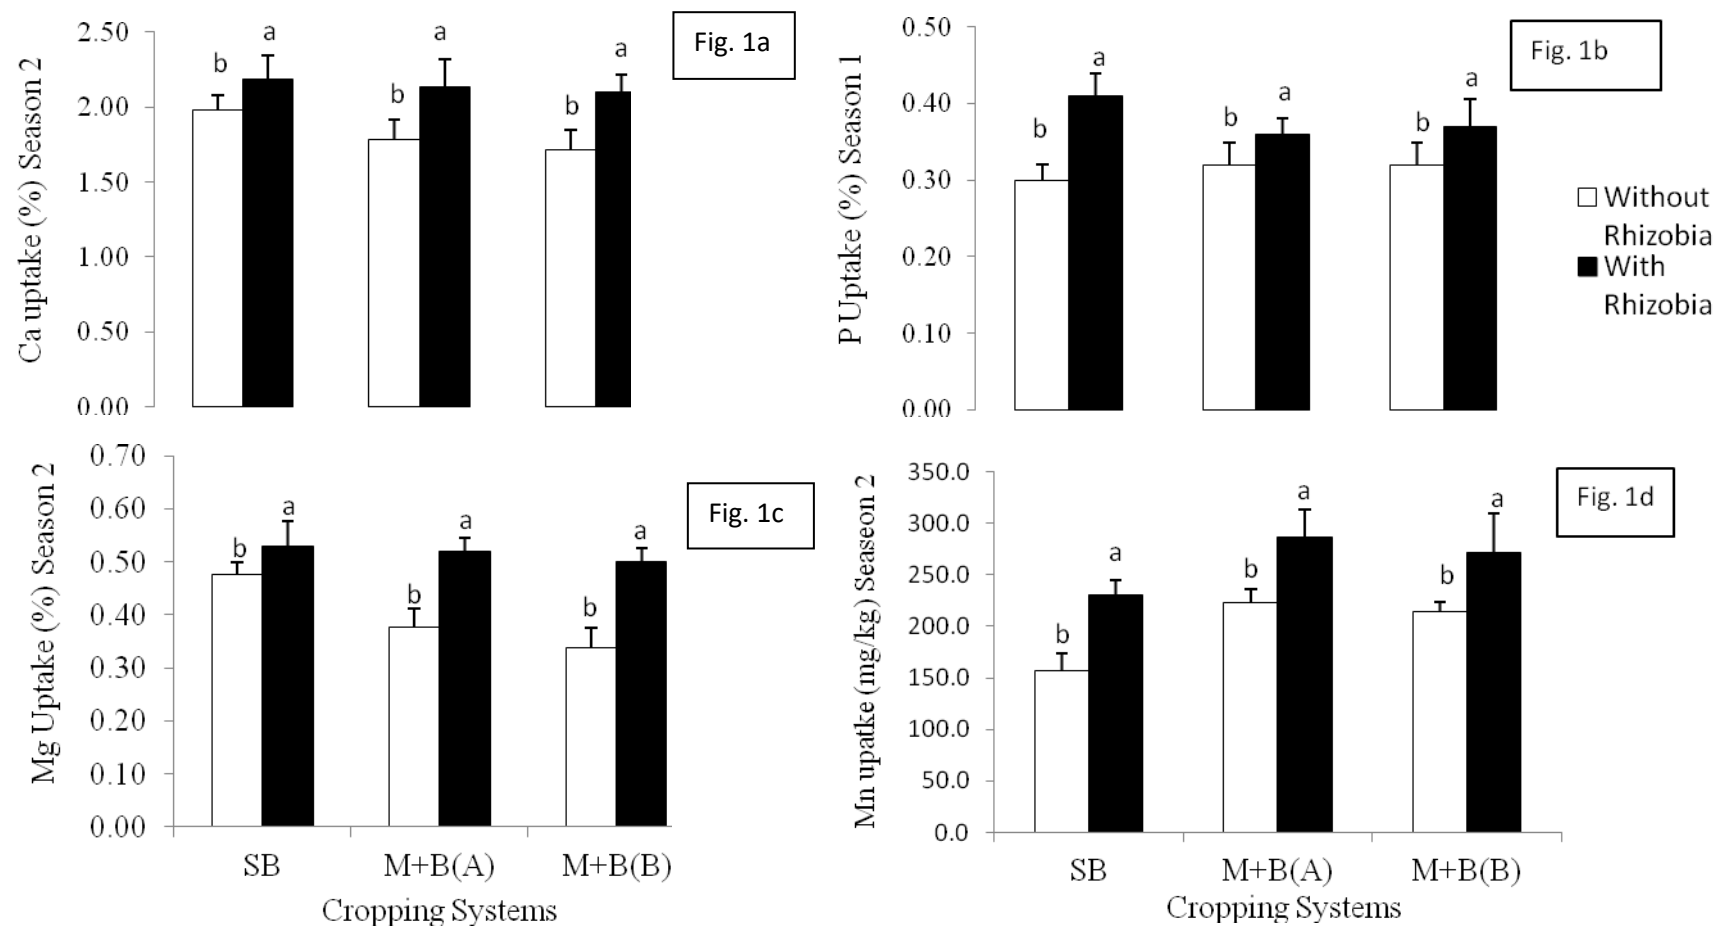 Fig. 1a
Ca uptake (%) Season 2
2.50
2.00
1.50
1.00
0.50
0.00
b
a
b
a
b
a
Fig. 1b
P Uptake (%) Season 1
0.50
0.40
0.30
0.20
0.10
0.00
b
a
b
a
b
a
Without
Rhizobia
With
Rhizobia
Fig. 1c
Mg Uptake (%) Season 2
0.70
0.60
0.50
0.40
0.30
0.20
0.10
0.00
b
a
b
a
b
a
SB
M+B(A)
M+B(B)
Cropping Systems
Fig. 1d
Mn upatke (mg/kg) Seaseon 2
350.0
300.0
250.0
200.0
150.0
100.0
50.0
0.0
b
a
b
a
b
a
SB
M+B(A)
M+B(B)
Cropping Systems